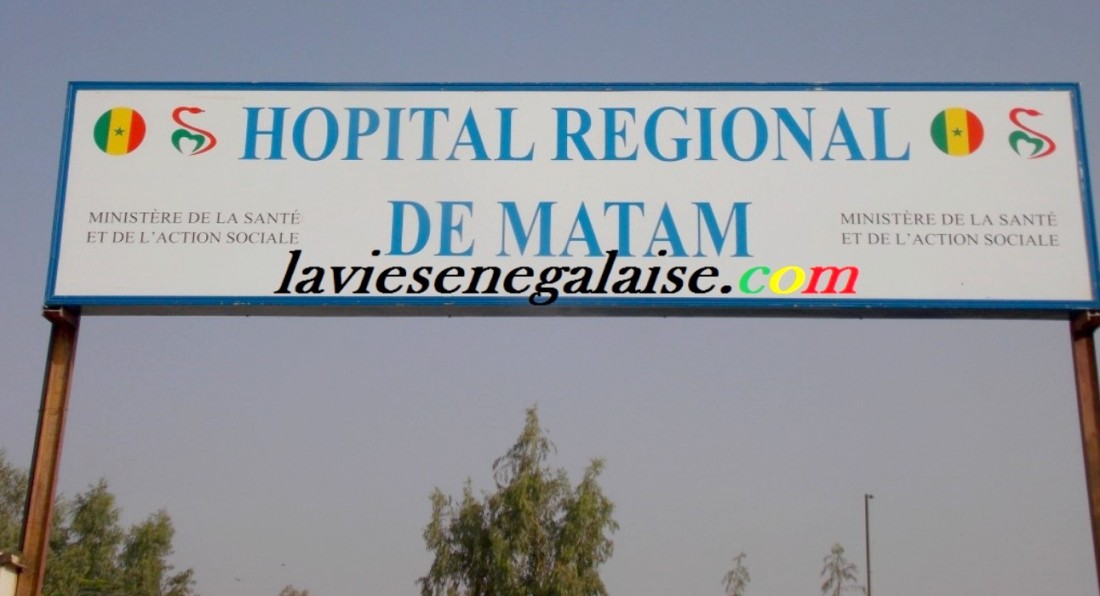 HOPITAL REGIONAL
DE MATAM
MINISTÈRE DE LA SANTÉ
ET DE L'ACTION SOCIALE
MINISTÈRE DE LA SANTÉ
ET DE L'ACTION SOCIALE
laviesenegalaise.com